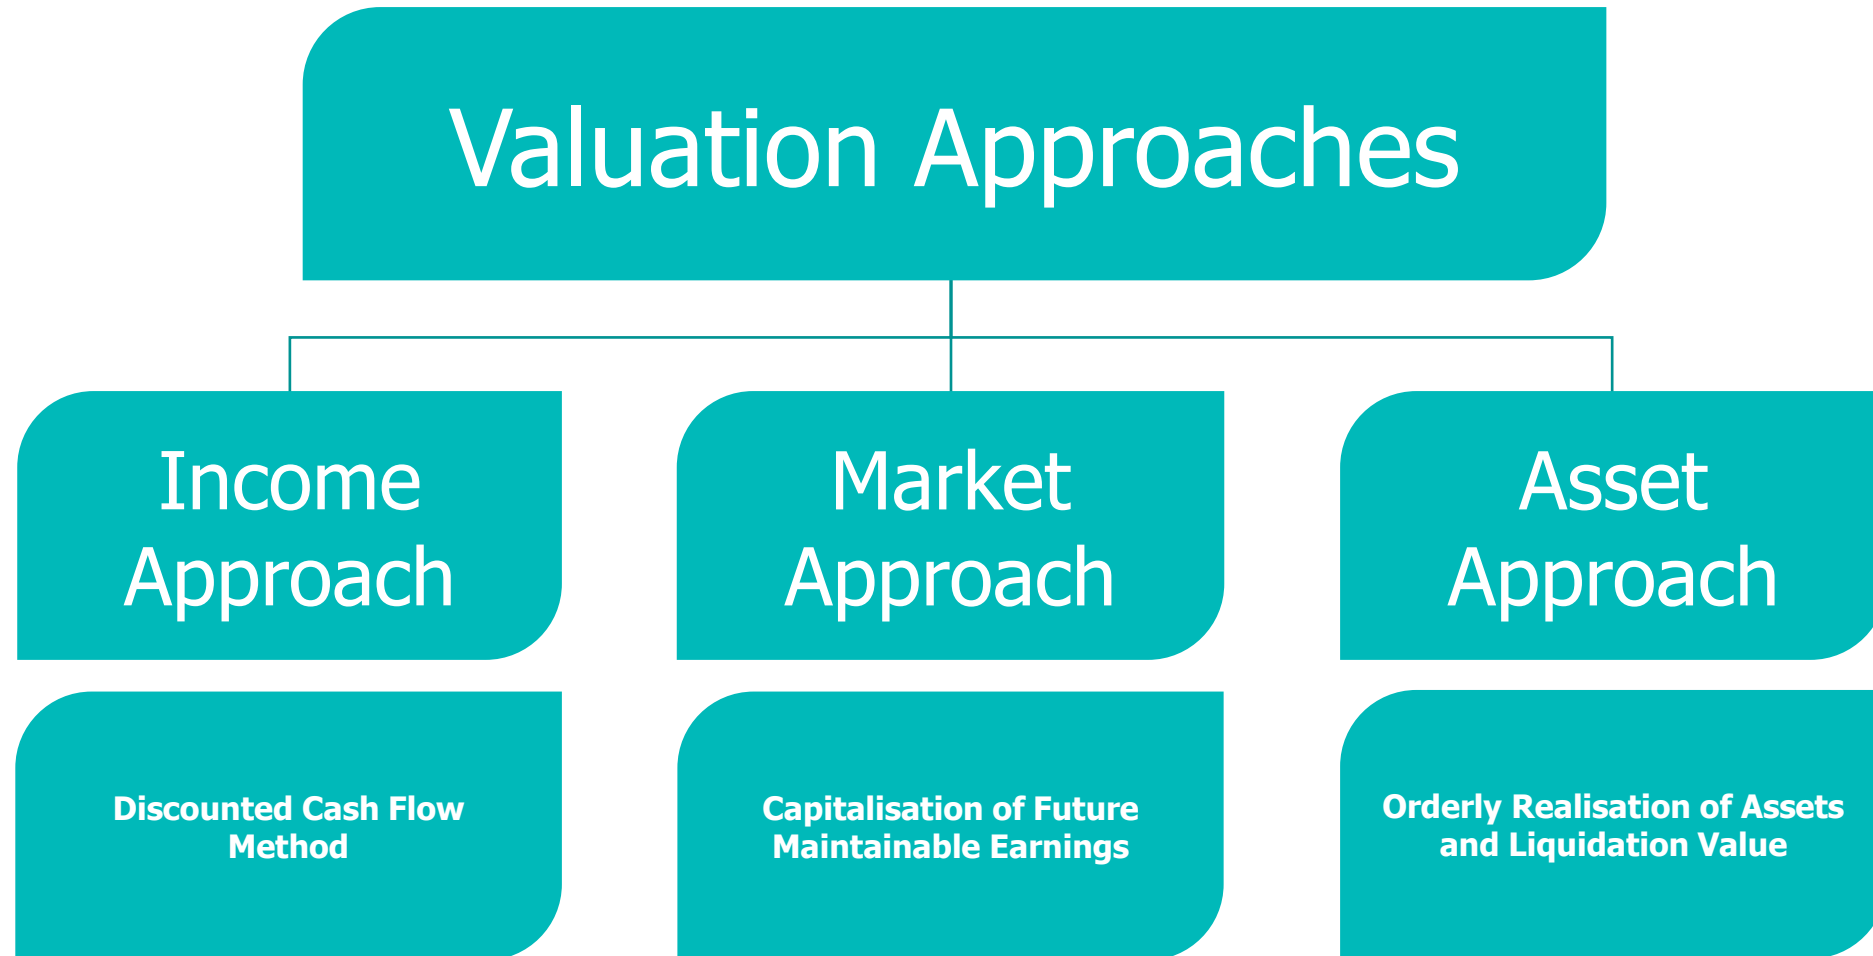 Valuation Approaches
Income
Approach
Market
Approach
Asset
Approach
Discounted Cash Flow
Method
Capitalisation of Future
Maintainable Earnings
Orderly Realisation of Assets
and Liquidation Value